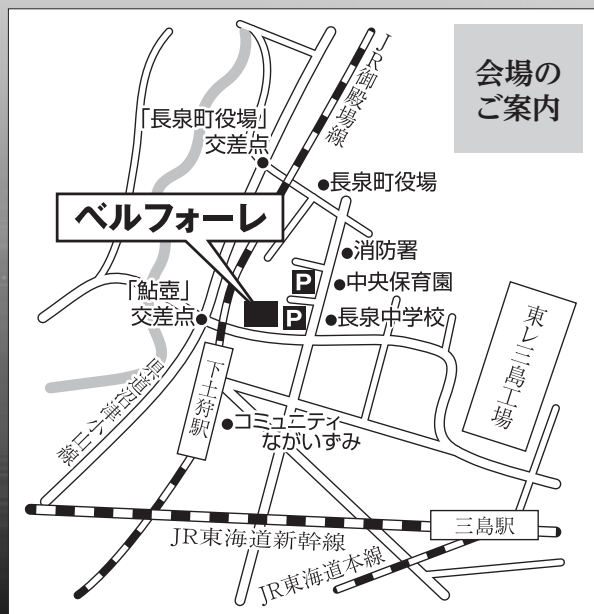 会場の
ご案内
JR御殿場線
「長泉町役場」
交差点
長泉町役場
ベルフォーレ
消防署
P
中央保育園
「鮎壺」
交差点
P
長泉中学校
東レ三島工場
県道沼津小山線
下土狩駅
コミュニティ
ながいずみ
三島駅
JR東海道新幹線
JR東海道本線